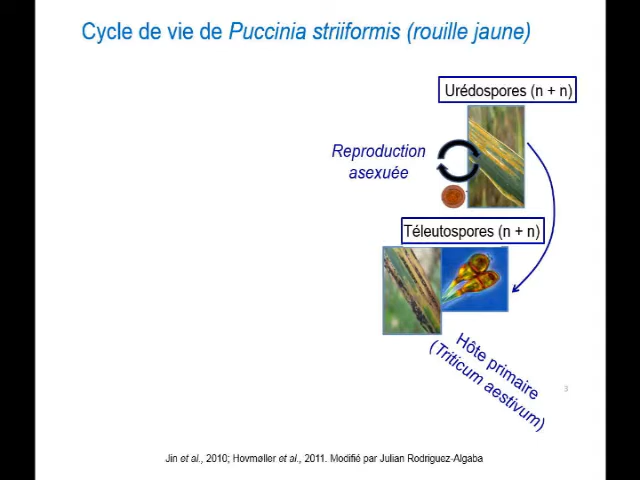 Cycle de vie de Puccinia striiformis (rouille jaune)
Urédospores (n + n)
Reproduction
asexuée
Téleutospores (n + n)
Hôte primaire
(Triticum aestivum)
3
Jin et al., 2010; Hovmøller et al., 2011. Modifié par Julian Rodriguez-Algaba